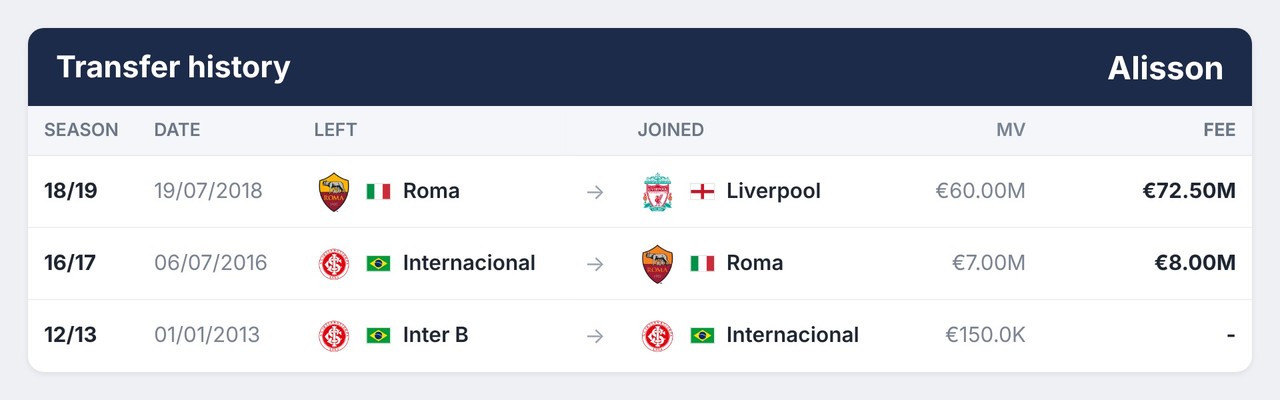 Transfer history Alisson
SEASON DATE LEFT JOINED MV FEE
18/19 19/07/2018 ROMA Roma → Liverpool €60.00M €72.50M
16/17 06/07/2016 Internacional → ROMA Roma €7.00M €8.00M
12/13 01/01/2013 Inter B → Internacional €150.0K -